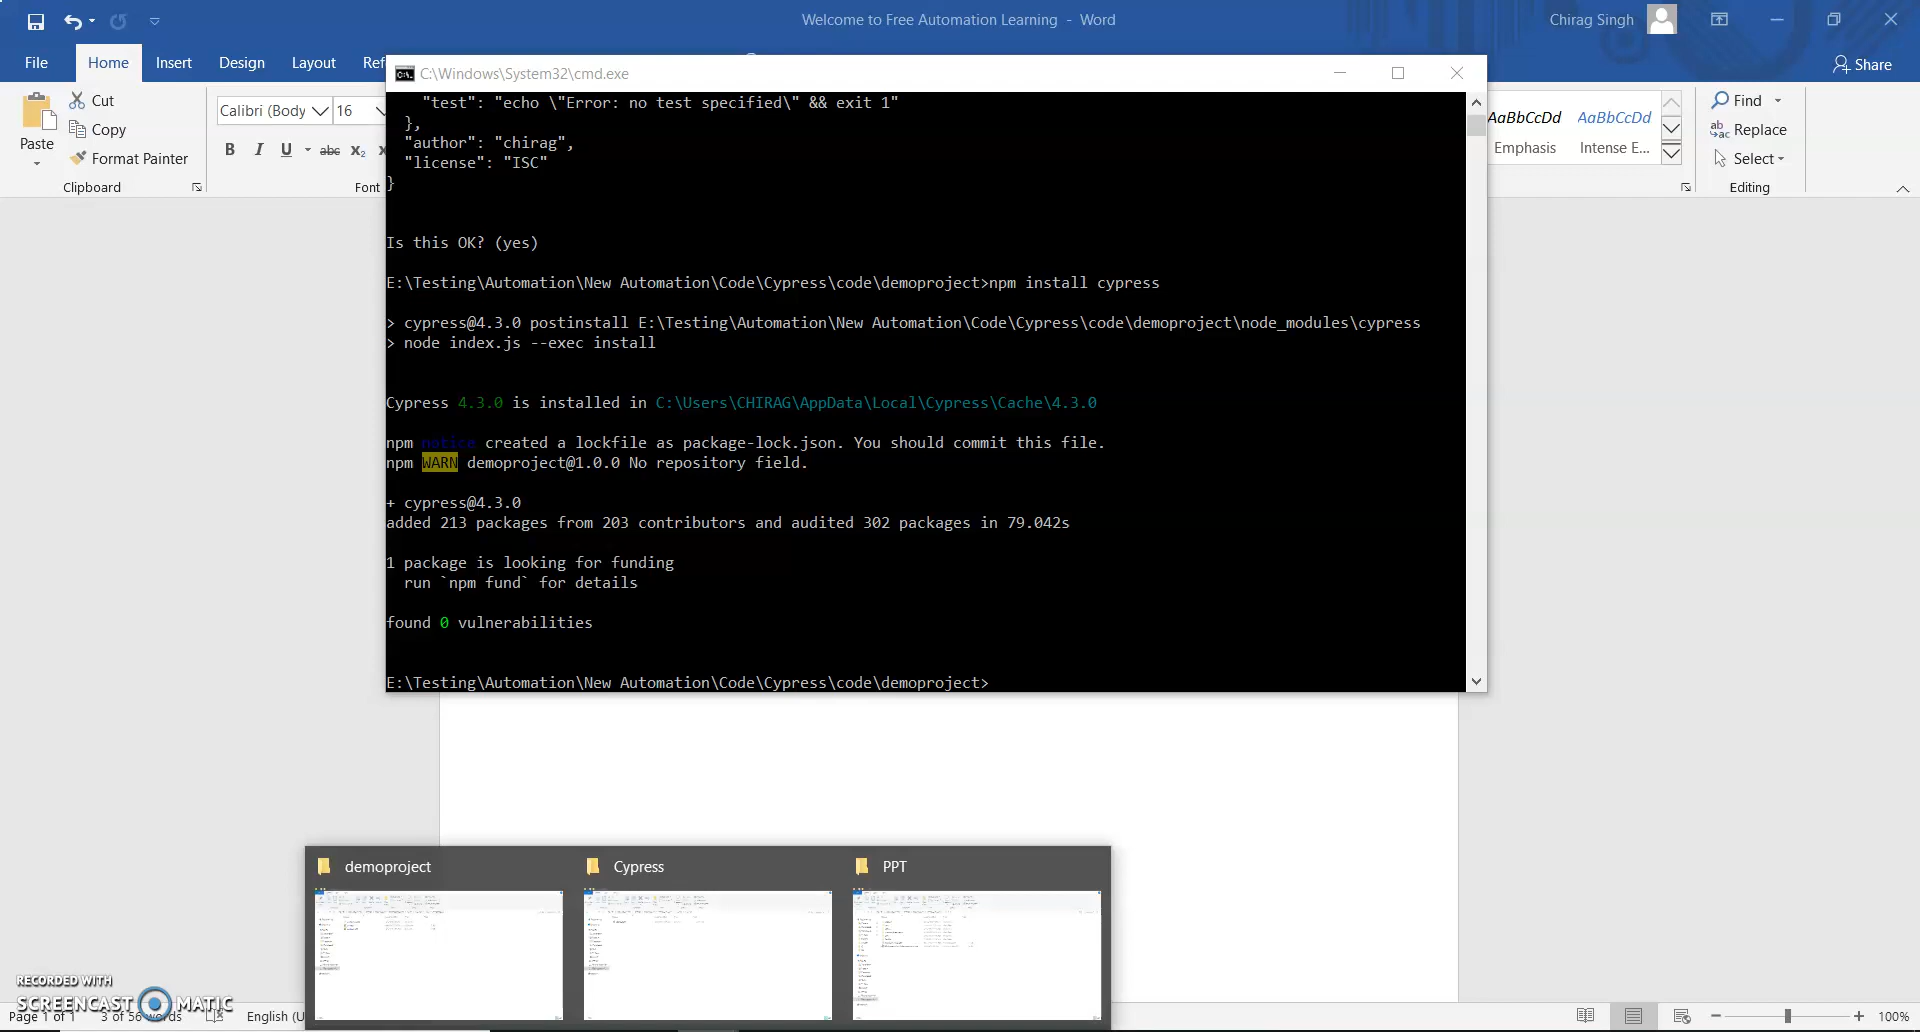 Welcome to Free Automation Learning - Word
Chirag Singh
File Home Insert Design Layout Ref
Share
Cut
Copy
Format Painter
Paste
Clipboard
Calibri (Body 16
B I U abc X₂
Font
AaBbCcDd AaBbCcDd
Emphasis Intense E...
Find
Replace
Select
Editing
C:\Windows\System32\cmd.exe
"test": "echo \"Error: no test specified\" && exit 1"
},
"author": "chirag",
"license": "ISC"
}
Is this OK? (yes)
E:\Testing\Automation\New Automation\Code\Cypress\code\demoproject>npm install cypress
> cypress@4.3.0 postinstall E:\Testing\Automation\New Automation\Code\Cypress\code\demoproject\node_modules\cypress
> node index.js --exec install
Cypress 4.3.0 is installed in C:\Users\CHIRAG\AppData\Local\Cypress\Cache\4.3.0
npm notice created a lockfile as package-lock.json. You should commit this file.
npm WARN demoproject@1.0.0 No repository field.
+ cypress@4.3.0
added 213 packages from 203 contributors and audited 302 packages in 79.042s
1 package is looking for funding
run `npm fund` for details
found 0 vulnerabilities
E:\Testing\Automation\New Automation\Code\Cypress\code\demoproject>
demoproject Cypress PPT
RECORDED WITH
SCREENCAST MATIC
Page 1 of 1 3 of 56 words English (U
100%